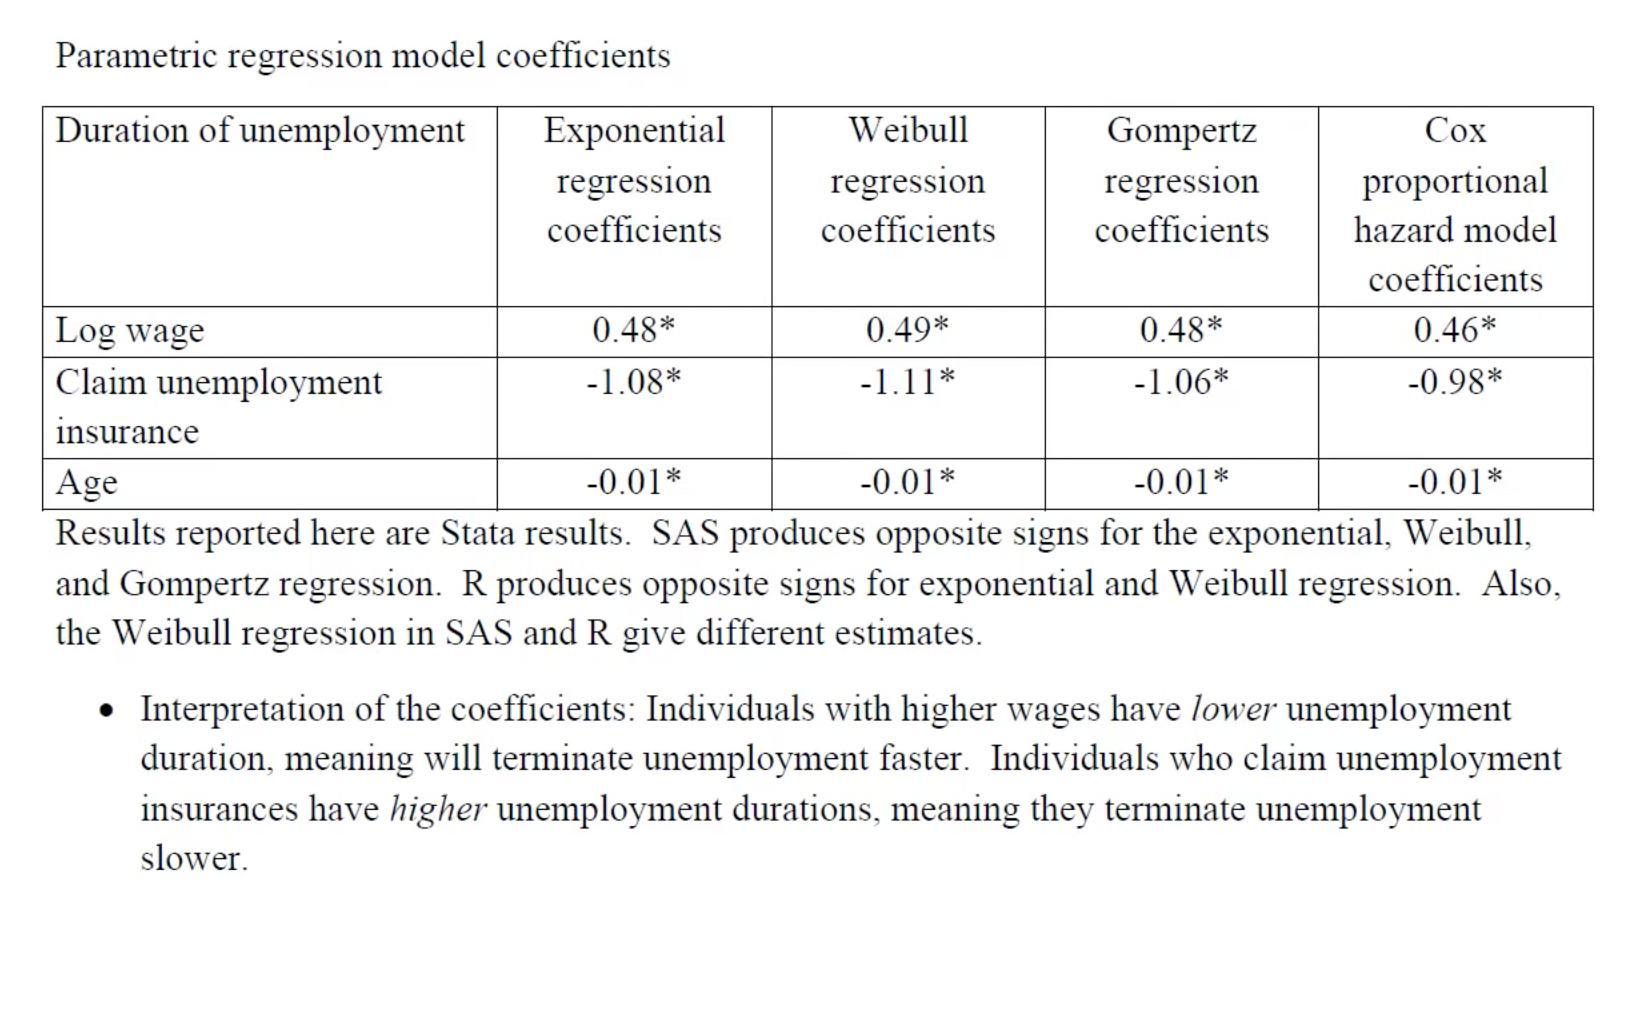 Parametric regression model coefficients
Duration of unemployment
Exponential
regression
coefficients
Weibull
regression
coefficients
Gompertz
regression
coefficients
Cox
proportional
hazard model
coefficients
Log wage 0.48* 0.49* 0.48* 0.46*
Claim unemployment
insurance
-1.08* -1.11* -1.06* -0.98*
Age -0.01* -0.01* -0.01* -0.01*
Results reported here are Stata results. SAS produces opposite signs for the exponential, Weibull,
and Gompertz regression. R produces opposite signs for exponential and Weibull regression. Also,
the Weibull regression in SAS and R give different estimates.
• Interpretation of the coefficients: Individuals with higher wages have lower unemployment
duration, meaning will terminate unemployment faster. Individuals who claim unemployment
insurances have higher unemployment durations, meaning they terminate unemployment
slower.